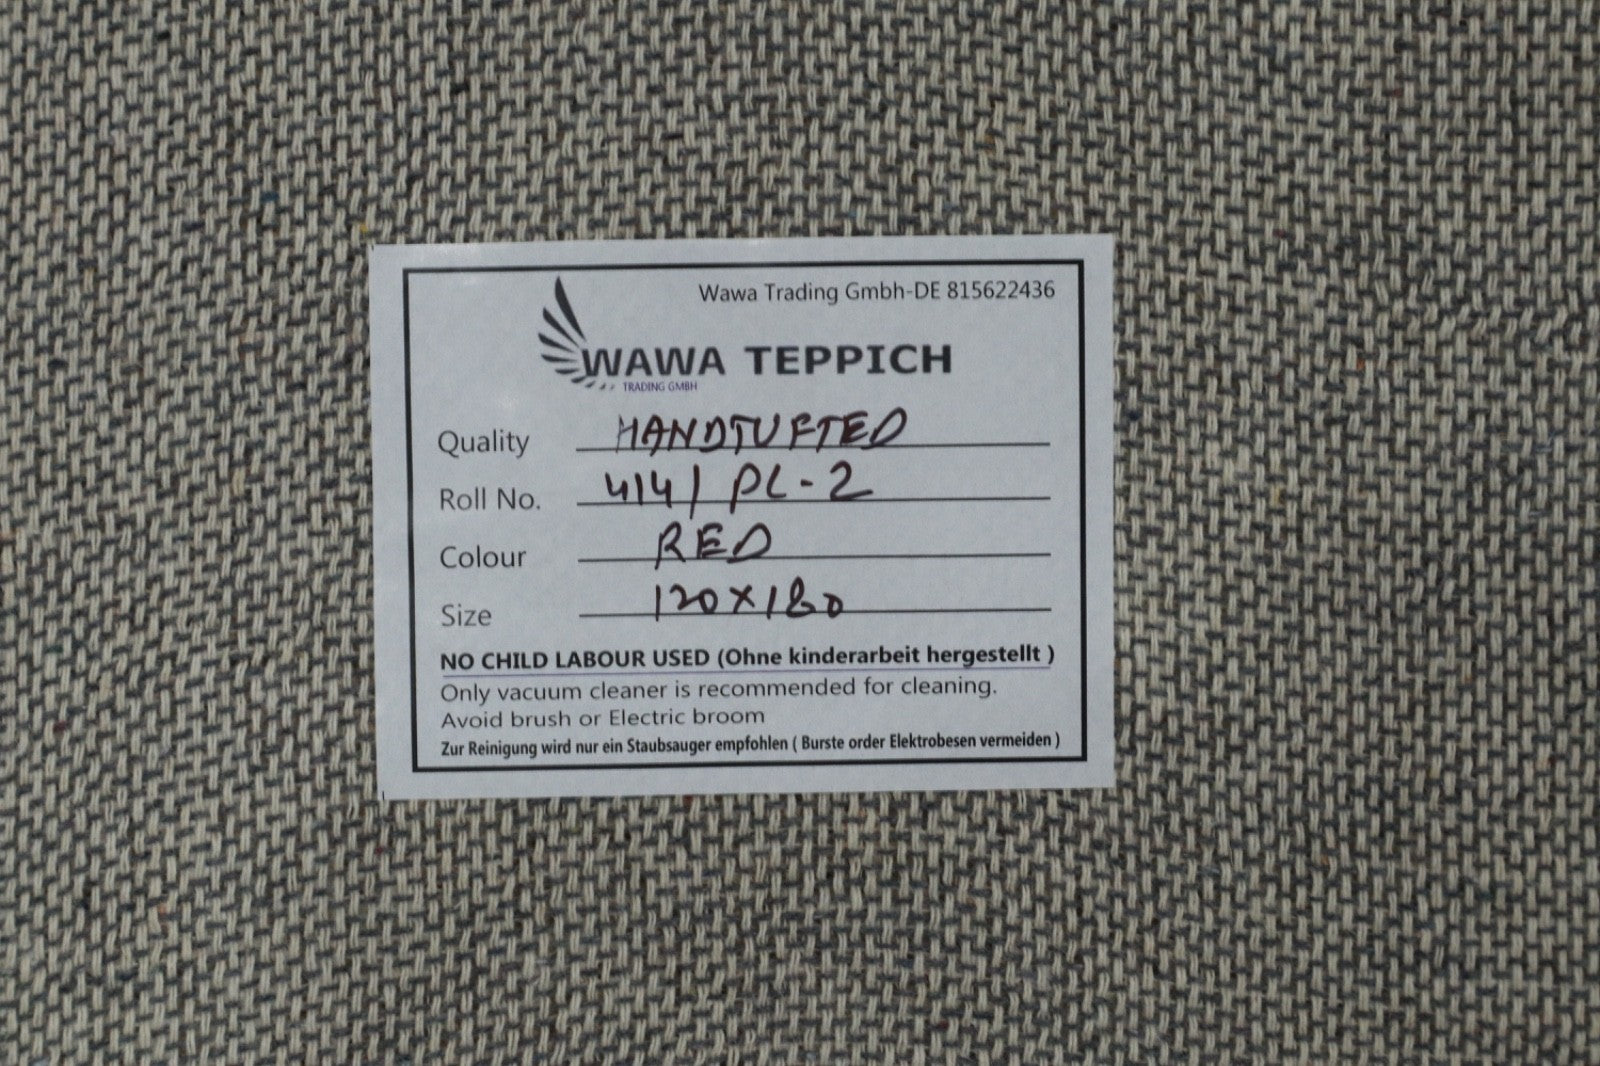 Wawa Trading Gmbh-DE 815622436
WAWA TEPPICH
TRADING GMBH
Quality HANDTUFTED
Roll No. 414/ PL-2
Colour RED
Size 120X180
NO CHILD LABOUR USED (Ohne kinderarbeit hergestellt )
Only vacuum cleaner is recommended for cleaning.
Avoid brush or Electric broom
Zur Reinigung wird nur ein Staubsauger empfohlen ( Burste order Elektrobesen vermeiden )